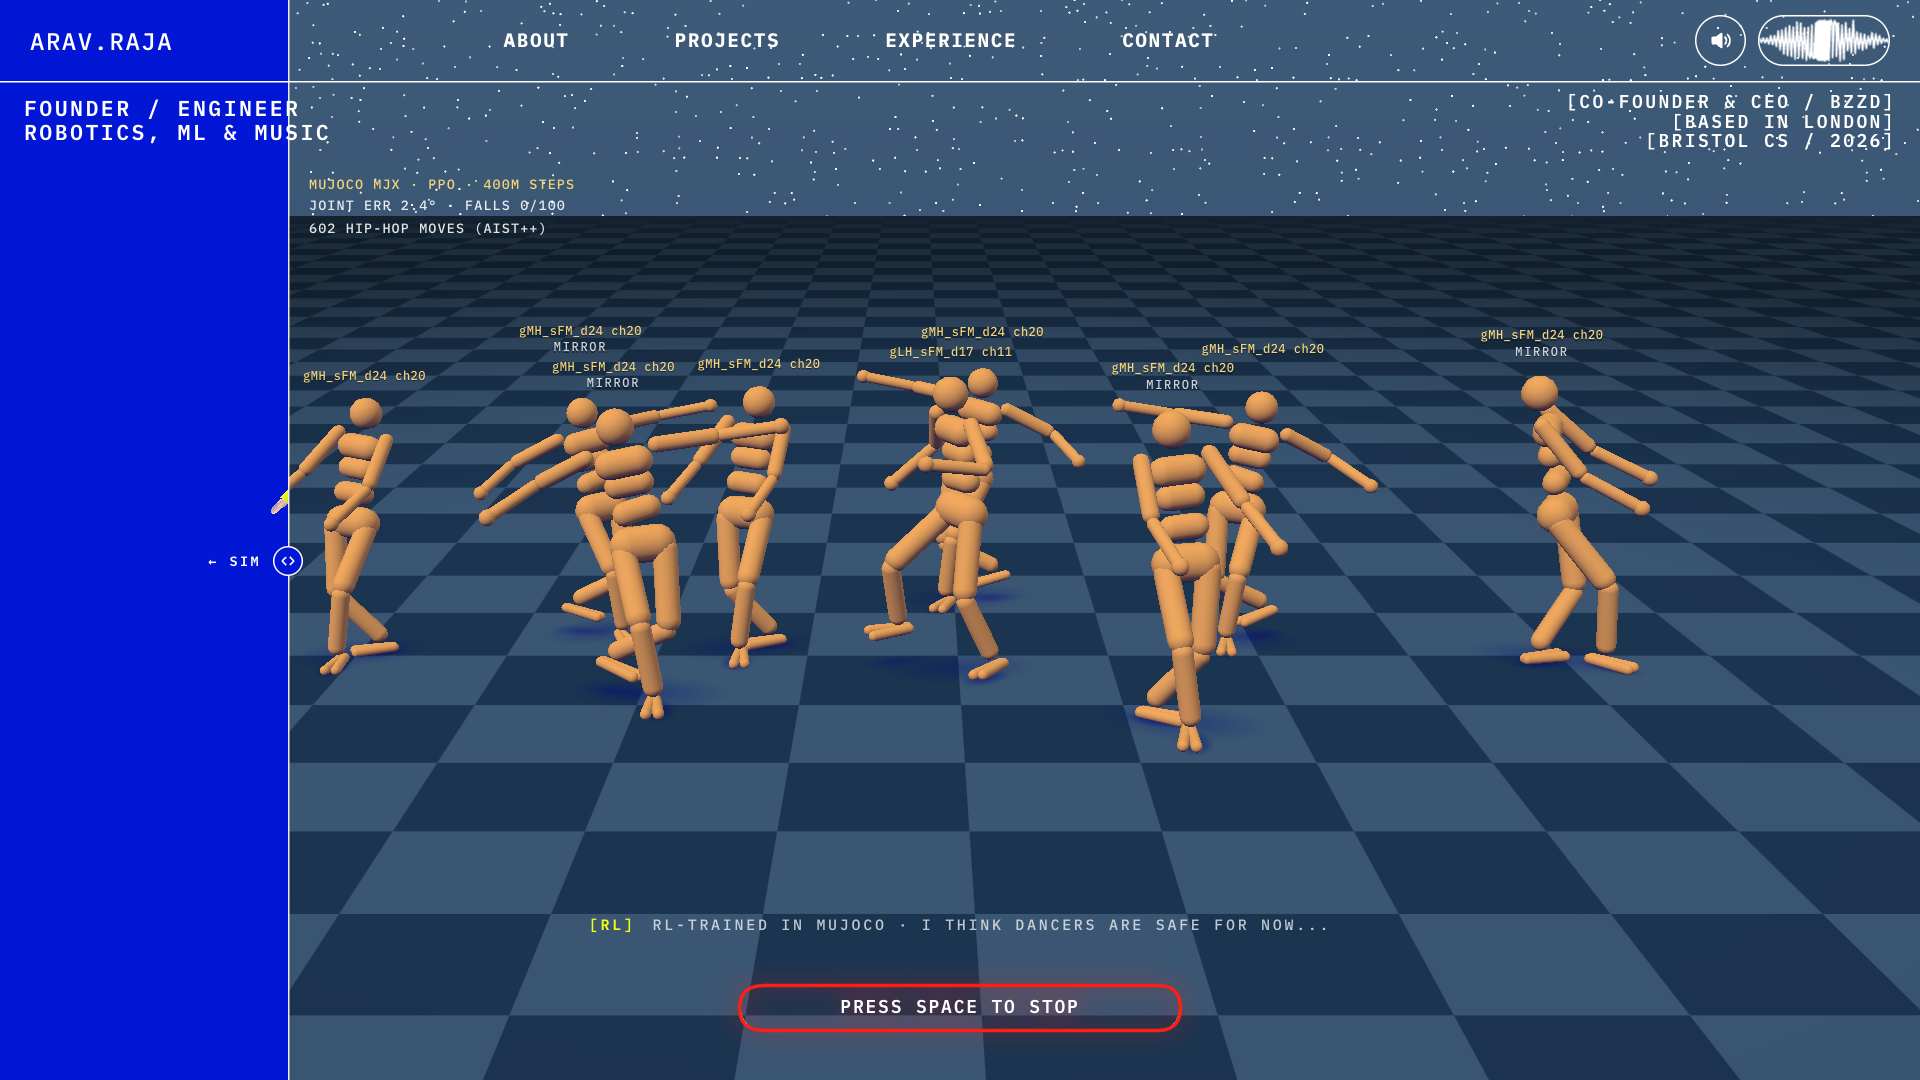 ARAV.RAJA
ABOUT
PROJECTS
EXPERIENCE
CONTACT
FOUNDER / ENGINEER
ROBOTICS, ML & MUSIC
[CO-FOUNDER & CEO / BZZD]
[BASED IN LONDON]
[BRISTOL CS / 2026]
MUJOCO MJX · PPO · 400M STEPS
JOINT ERR 2.4° · FALLS 0/100
602 HIP-HOP MOVES (AIST++)
gMH_sFM_d24 ch20
gMH_sFM_d24 ch20
MIRROR
gMH_sFM_d24 ch20
MIRROR
gMH_sFM_d24 ch20
gMH_sFM_d24 ch20
gLH_sFM_d17 ch11
gMH_sFM_d24 ch20
gMH_sFM_d24 ch20
MIRROR
gMH_sFM_d24 ch20
MIRROR
← SIM
[RL] RL-TRAINED IN MUJOCO · I THINK DANCERS ARE SAFE FOR NOW...
PRESS SPACE TO STOP